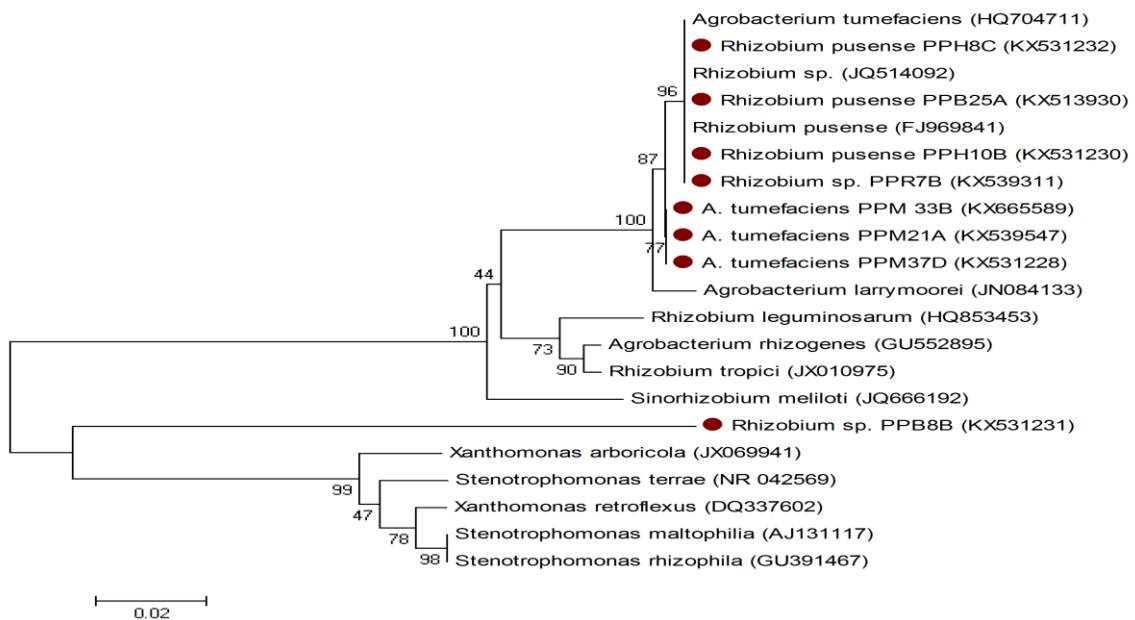 Agrobacterium tumefaciens (HQ704711)
Rhizobium pusense PPH8C (KX531232)
Rhizobium sp. (JQ514092)
96
Rhizobium pusense PPB25A (KX513930)
Rhizobium pusense (FJ969841)
Rhizobium pusense PPH10B (KX531230)
87
Rhizobium sp. PPR7B (KX539311)
A. tumefaciens PPM 33B (KX665589)
100
A. tumefaciens PPM21A (KX539547)
77
A. tumefaciens PPM37D (KX531228)
44
Agrobacterium larrymoorei (JN084133)
Rhizobium leguminosarum (HQ853453)
100
Agrobacterium rhizogenes (GU552895)
73
90
Rhizobium tropici (JX010975)
Sinorhizobium meliloti (JQ666192)
Rhizobium sp. PPB8B (KX531231)
Xanthomonas arboricola (JX069941)
Stenotrophomonas terrae (NR 042569)
99
Xanthomonas retroflexus (DQ337602)
47
Stenotrophomonas maltophilia (AJ131117)
78
98
Stenotrophomonas rhizophila (GU391467)
0.02